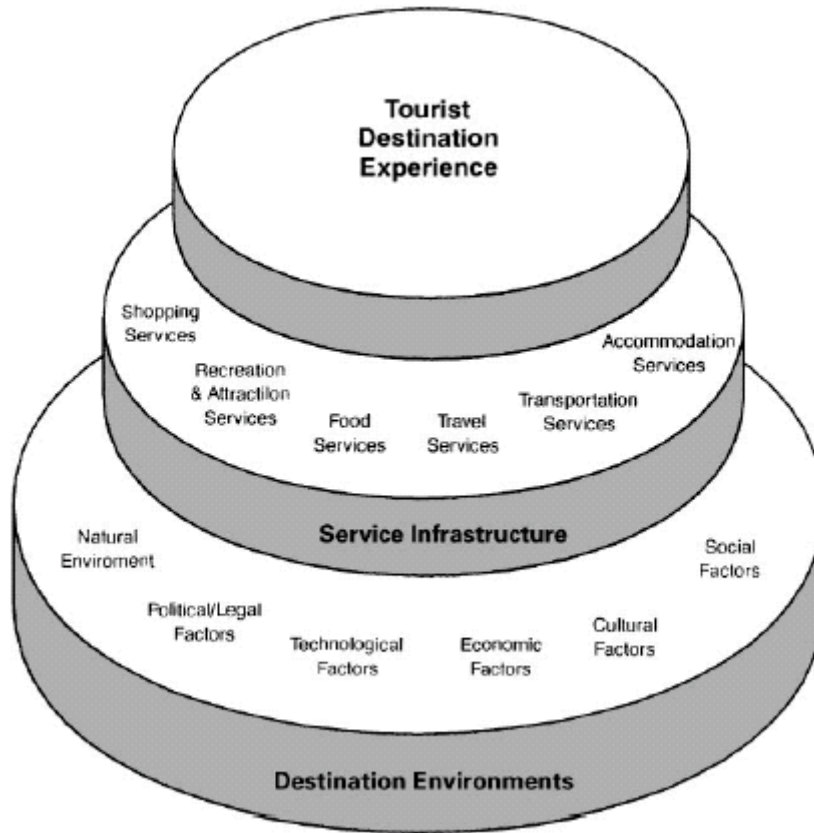 Tourist
Destination
Experience
Shopping
Services
Recreation
& Attractilon
Services
Food
Services
Travel
Services
Transportation
Services
Accommodation
Services
Service Infrastructure
Natural
Enviroment
Political/Legal
Factors
Technological
Factors
Economic
Factors
Cultural
Factors
Social
Factors
Destination Environments